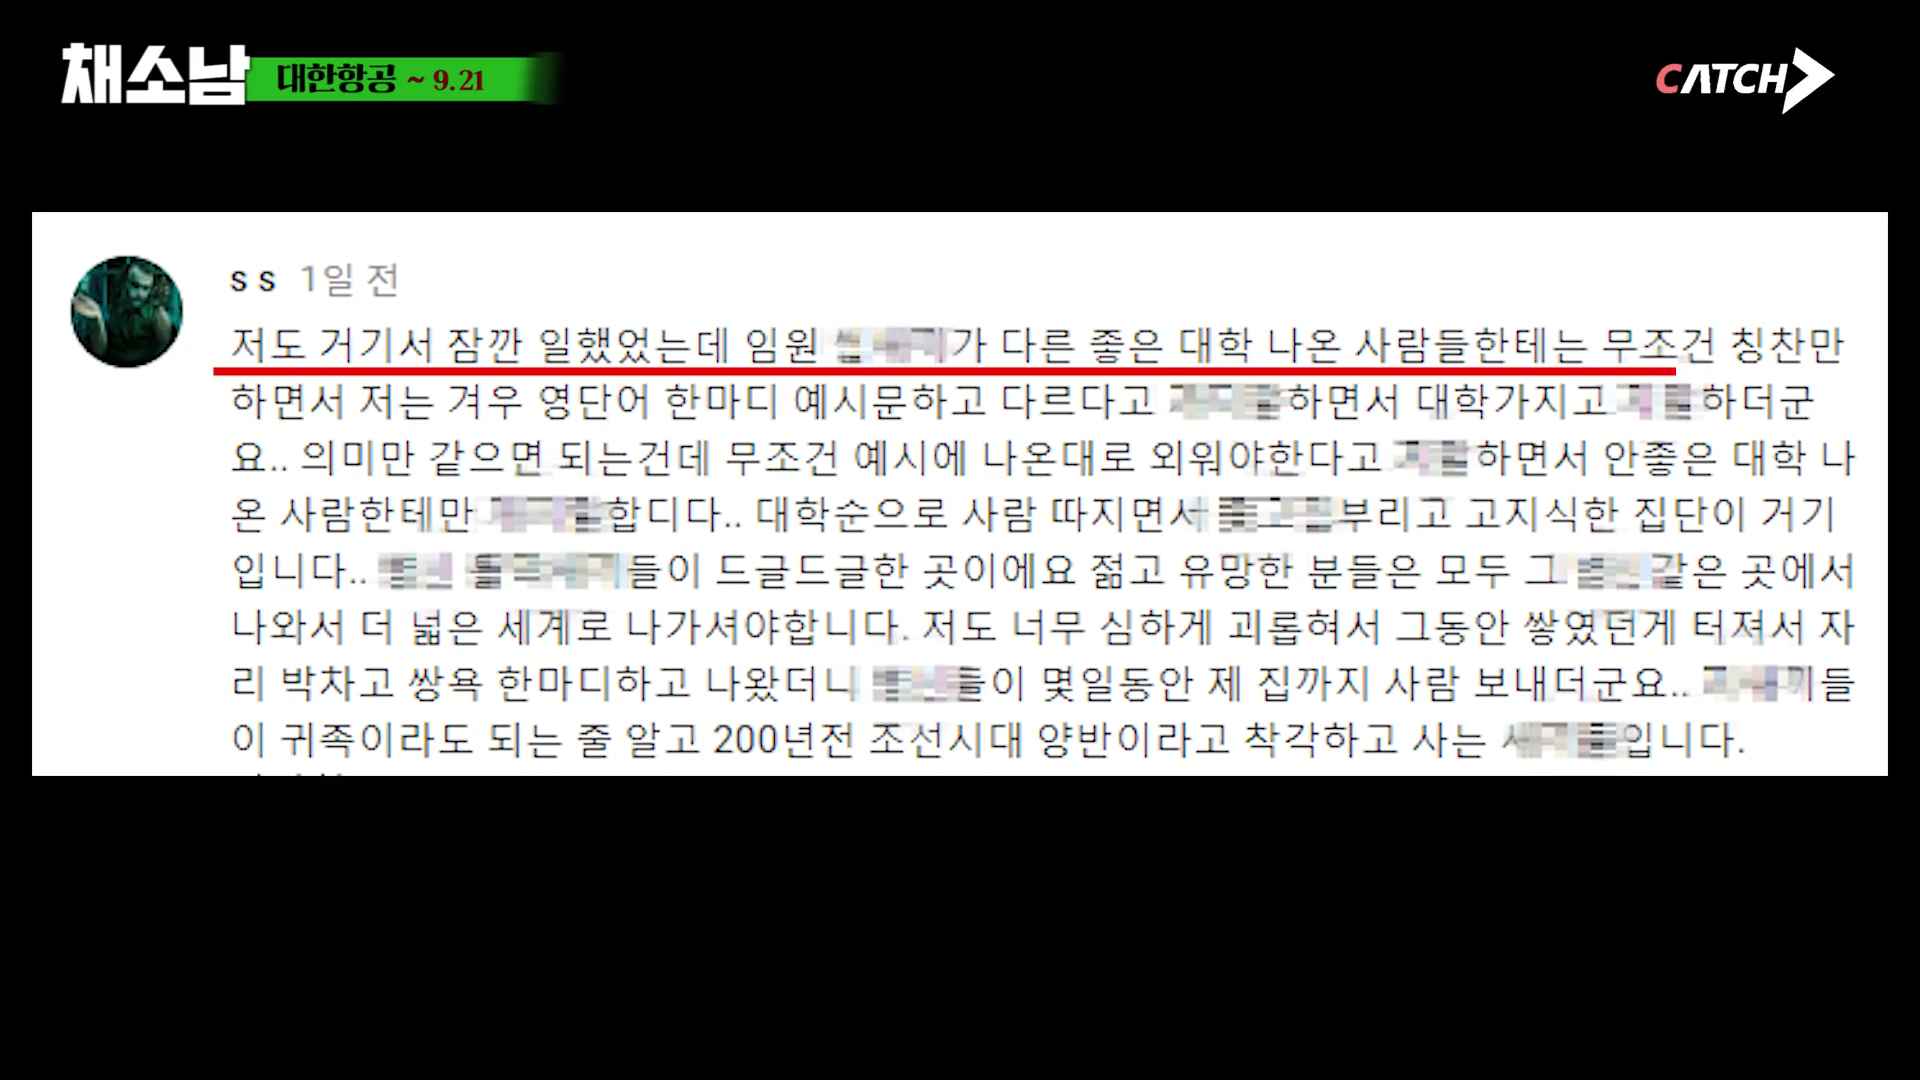 채소남 대한항공 ~ 9.21
CATCH
s s 1일 전
저도 거기서 잠깐 일했었는데 임원 가 다른 좋은 대학 나온 사람들한테는 무조건 칭찬만
하면서 저는 겨우 영단어 한마디 예시문하고 다르다고 하면서 대학가지고 하더군
요.. 의미만 같으면 되는건데 무조건 예시에 나온대로 외워야한다고 하면서 안좋은 대학 나
온 사람한테만 합디다.. 대학순으로 사람 따지면서 부리고 고지식한 집단이 거기
입니다.. 들이 드글드글한 곳이에요 젊고 유망한 분들은 모두 그 같은 곳에서
나와서 더 넓은 세계로 나가셔야합니다. 저도 너무 심하게 괴롭혀서 그동안 쌓였던게 터져서 자
리 박차고 쌍욕 한마디하고 나왔더니 들이 몇일동안 제 집까지 사람 보내더군요.. 들
이 귀족이라도 되는 줄 알고 200년전 조선시대 양반이라고 착각하고 사는 입니다.